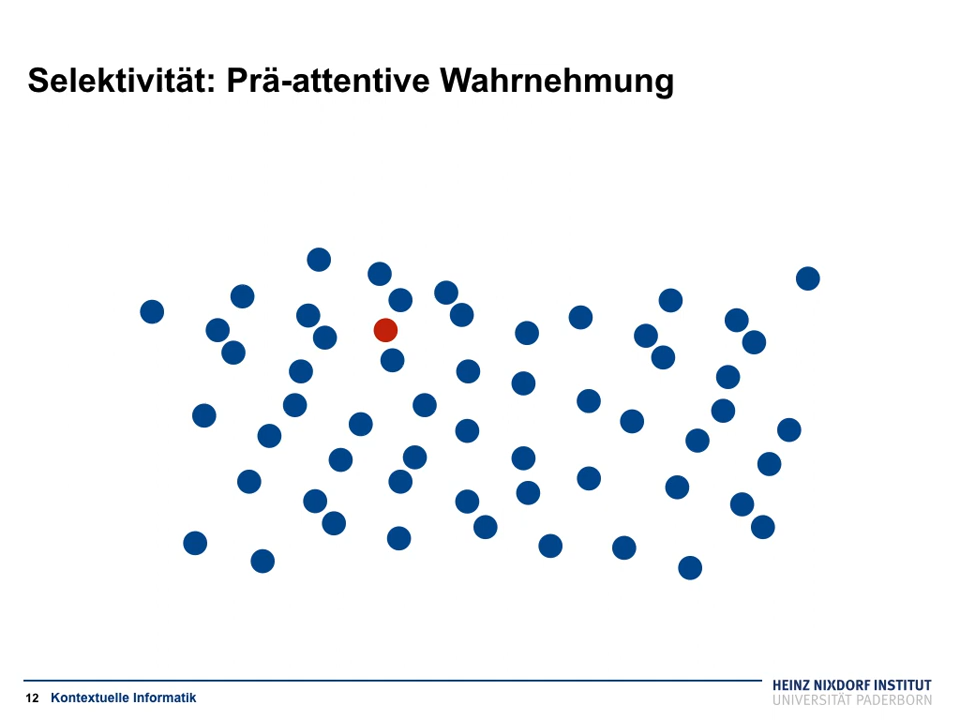 Selektivität: Prä-attentive Wahrnehmung
12 Kontextuelle Informatik
HEINZ NIXDORF INSTITUT
UNIVERSITÄT PADERBORN